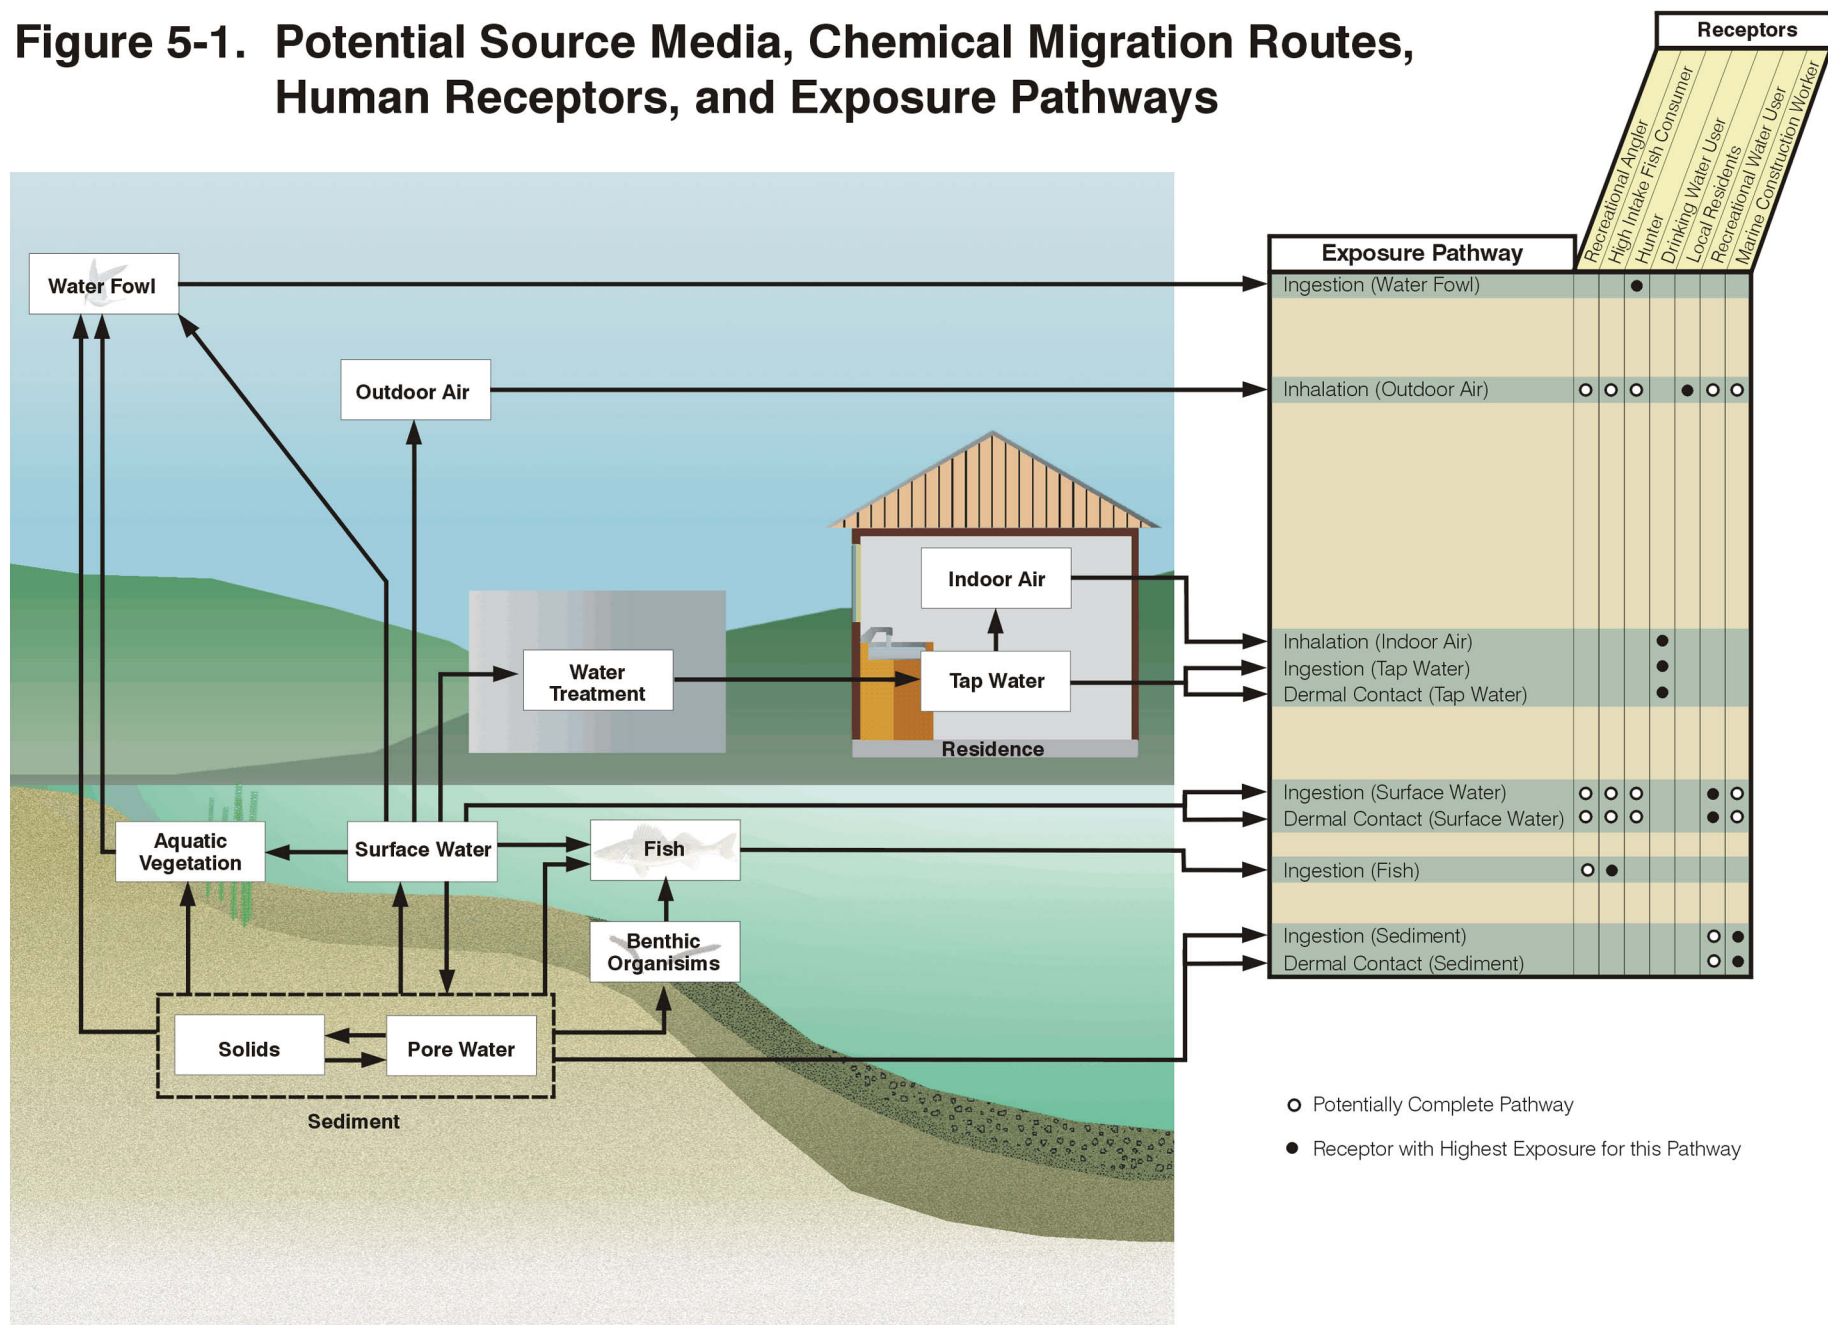 Figure 5-1. Potential Source Media, Chemical Migration Routes,
Human Receptors, and Exposure Pathways
Receptors
Recreational Angler
High Intake Fish Consumer
Hunter
Drinking Water User
Local Residents
Recreational Water User
Marine Construction Worker
Exposure Pathway
Water Fowl
Ingestion (Water Fowl)
Outdoor Air
Inhalation (Outdoor Air)
Indoor Air
Inhalation (Indoor Air)
Water
Treatment
Tap Water
Ingestion (Tap Water)
Dermal Contact (Tap Water)
Residence
Ingestion (Surface Water)
Dermal Contact (Surface Water)
Aquatic
Vegetation
Surface Water
Fish
Ingestion (Fish)
Benthic
Organisims
Ingestion (Sediment)
Dermal Contact (Sediment)
Solids
Pore Water
Sediment
Potentially Complete Pathway
Receptor with Highest Exposure for this Pathway